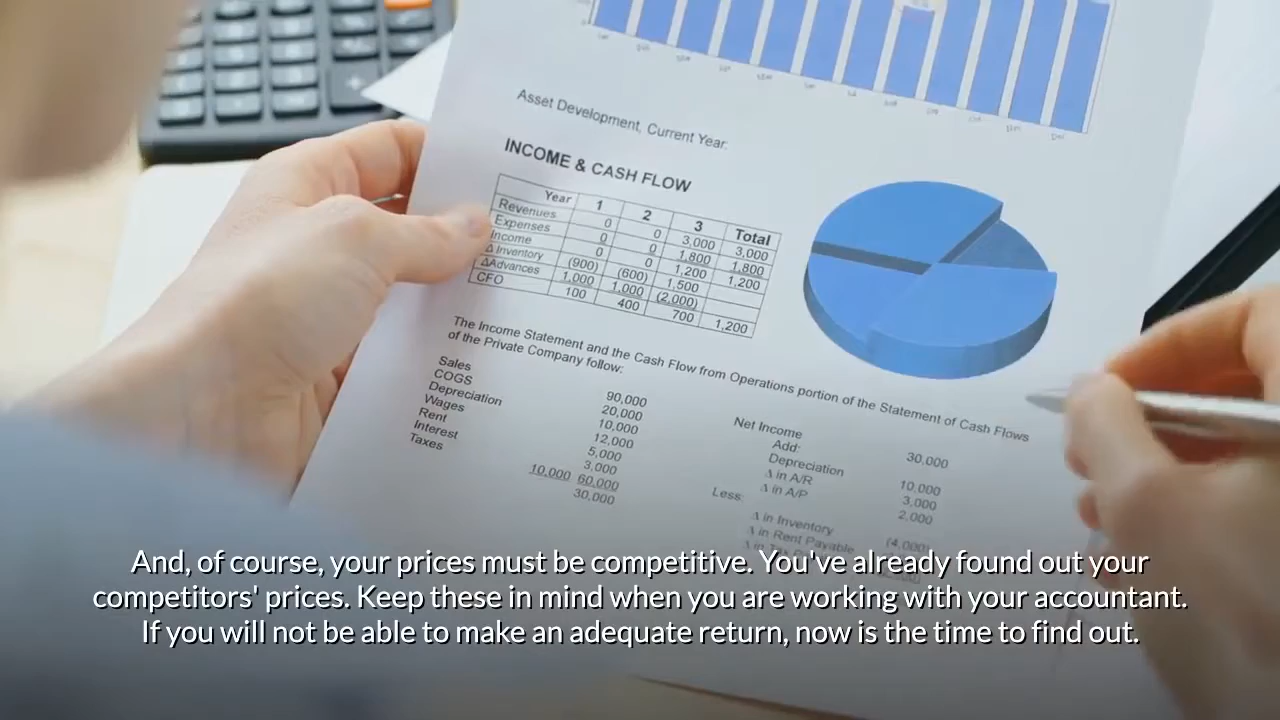 Asset Development, Current Year:
INCOME & CASH FLOW
Year 1 2 3 Total
Revenues 0 0 3,000 3,000
Expenses 0 0 1,800 1,800
Income 0 0 1,200 1,200
Δ Inventory (900) (600) 1,500
ΔAdvances 1,000 1,000 (2,000)
CFO 100 400 700 1,200
The Income Statement and the Cash Flow from Operations portion of the Statement of Cash Flows
of the Private Company follow:
Sales 90,000
COGS 20,000
Depreciation 10,000
Wages 12,000
Rent 5,000
Interest 3,000
Taxes 10,000 60,000
30,000
Net Income 30,000
Add:
Depreciation 10,000
Δ in A/R 3,000
Δ in A/P 2,000
Less:
Δ in Inventory (4,000)
Δ in Rent Payable
And, of course, your prices must be competitive. You've already found out your
competitors' prices. Keep these in mind when you are working with your accountant.
If you will not be able to make an adequate return, now is the time to find out.